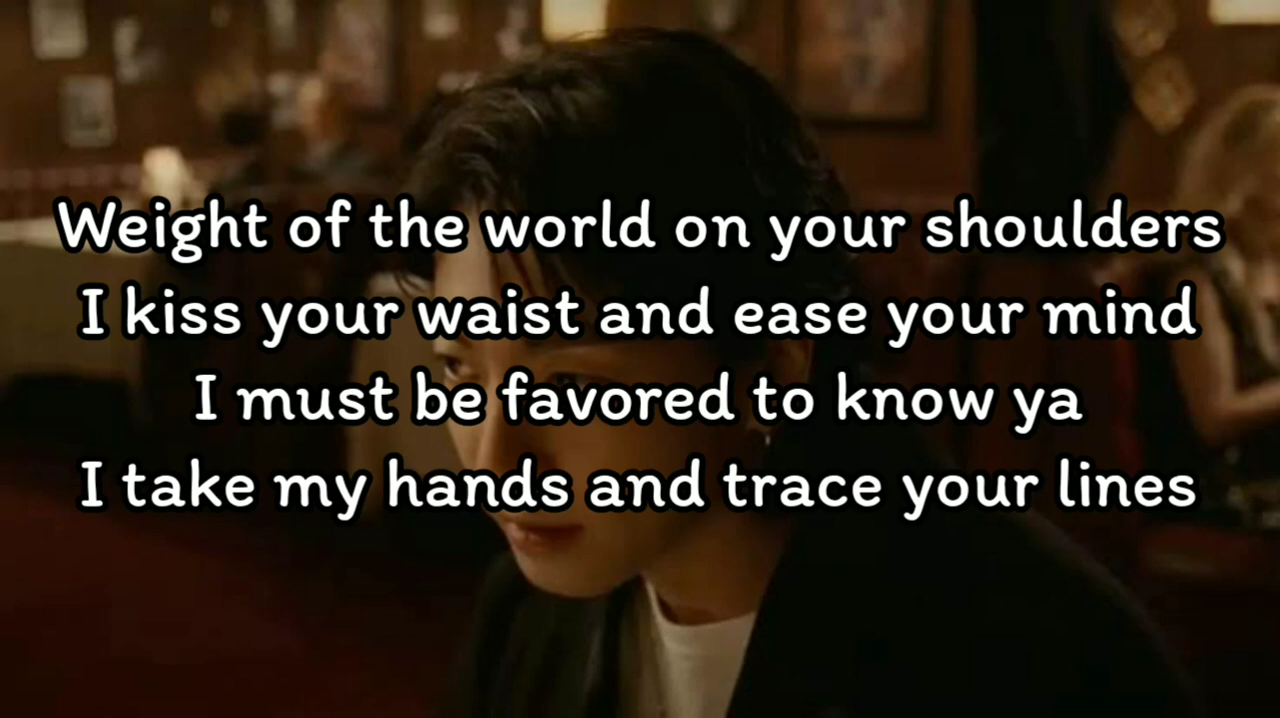 Weight of the world on your shoulders
I kiss your waist and ease your mind
I must be favored to know ya
I take my hands and trace your lines